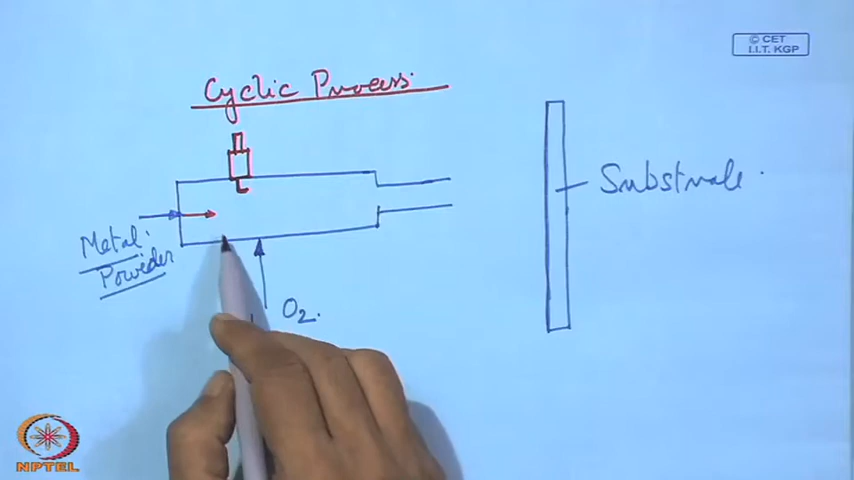 © CET
I.I.T. KGP
Cyclic Process.
Metal.
Powder
Substrate.
O2.
NPTEL